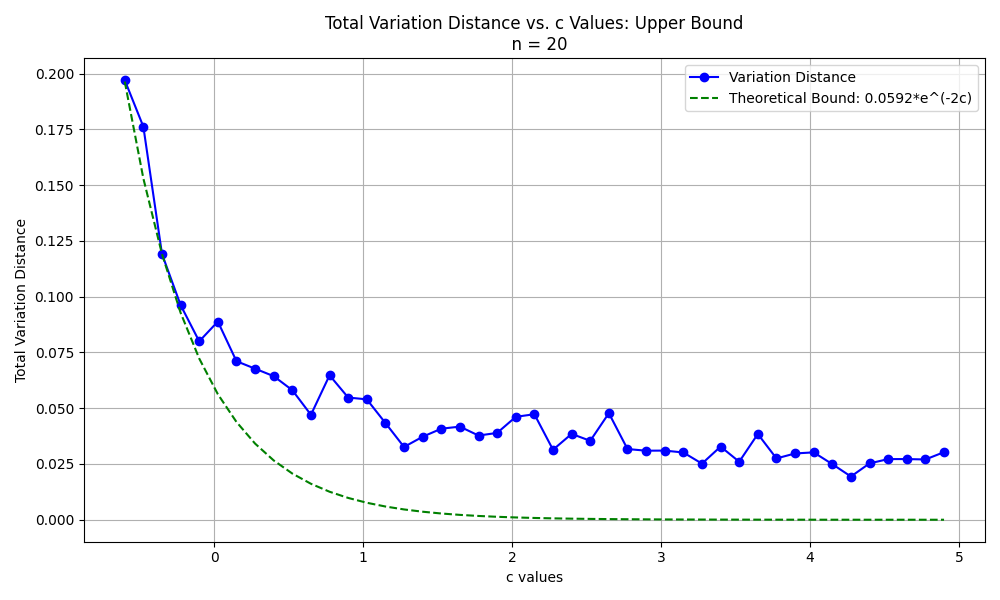 Total Variation Distance vs. c Values: Upper Bound
n = 20
Variation Distance
Theoretical Bound: 0.0592*e^(-2c)
Total Variation Distance
0.200
0.175
0.150
0.125
0.100
0.075
0.050
0.025
0.000
0 1 2 3 4 5
c values